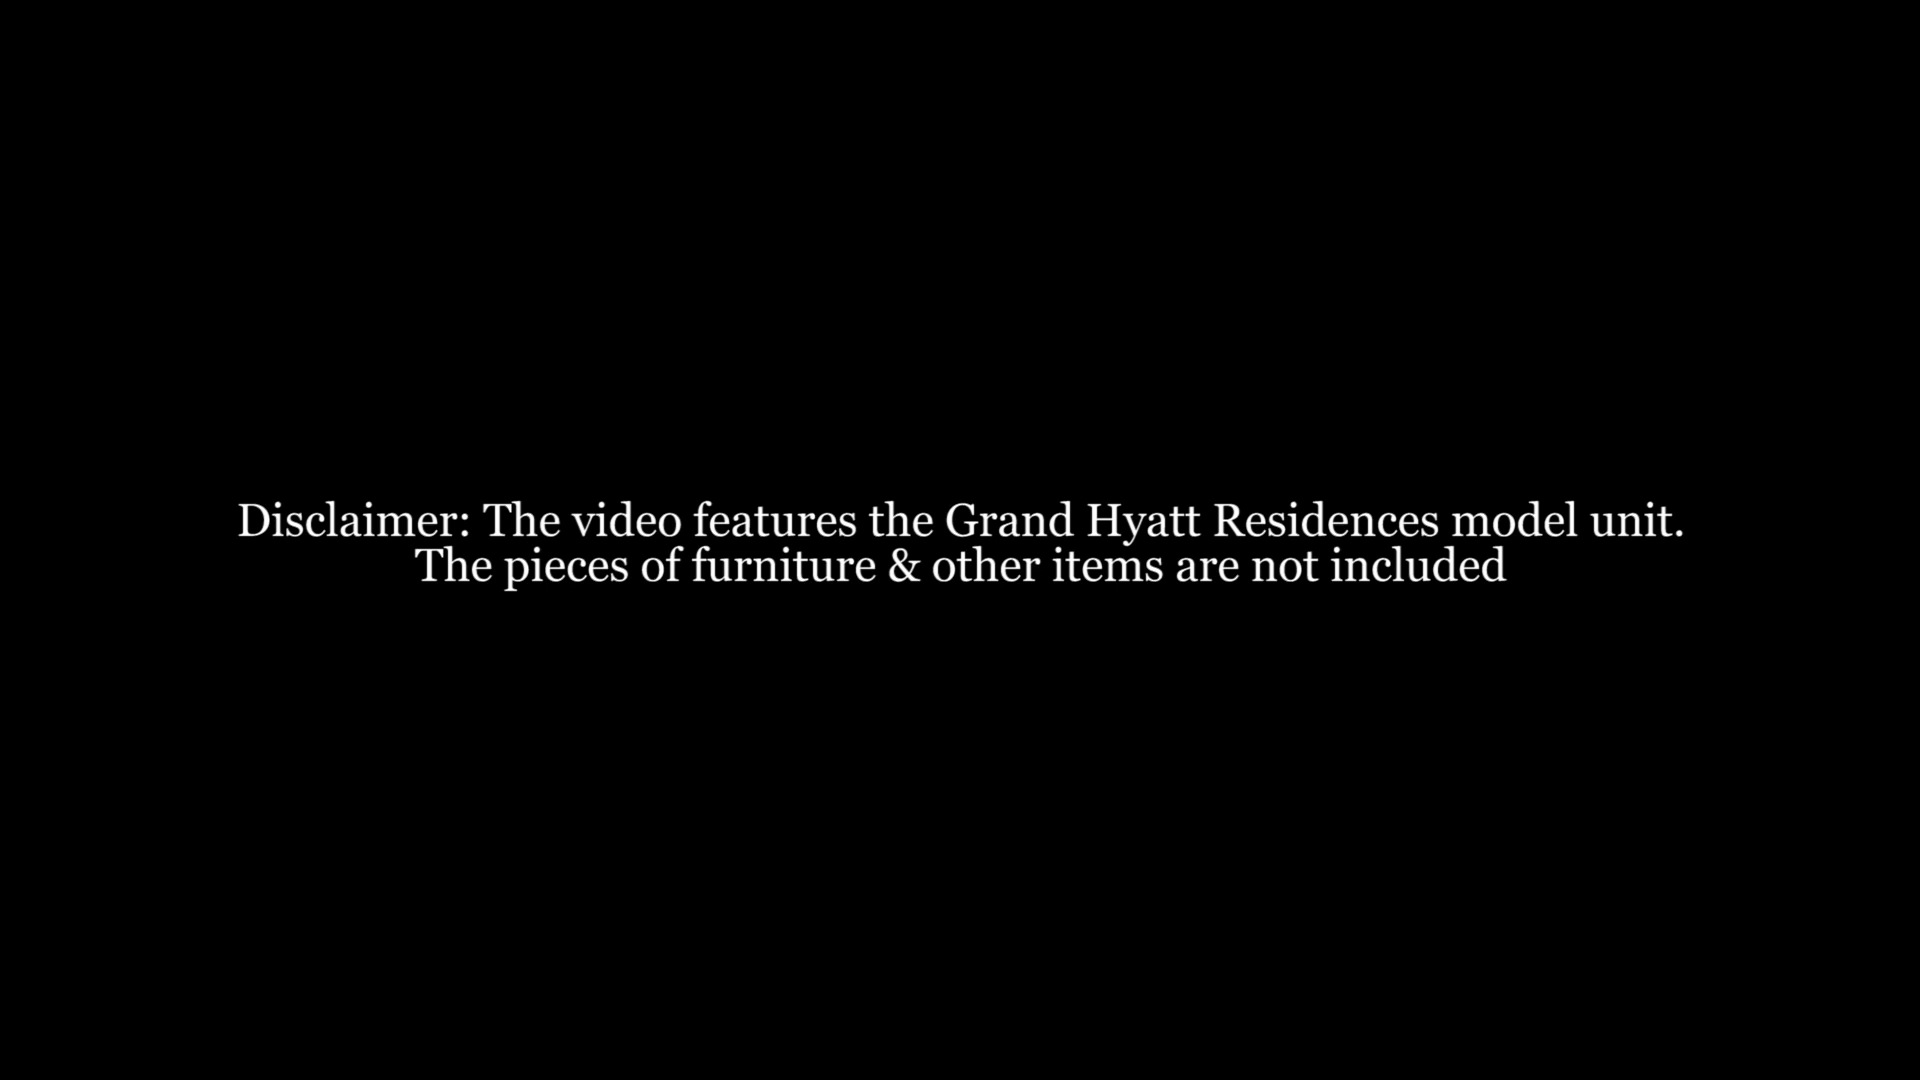 Disclaimer: The video features the Grand Hyatt Residences model unit.
The pieces of furniture & other items are not included